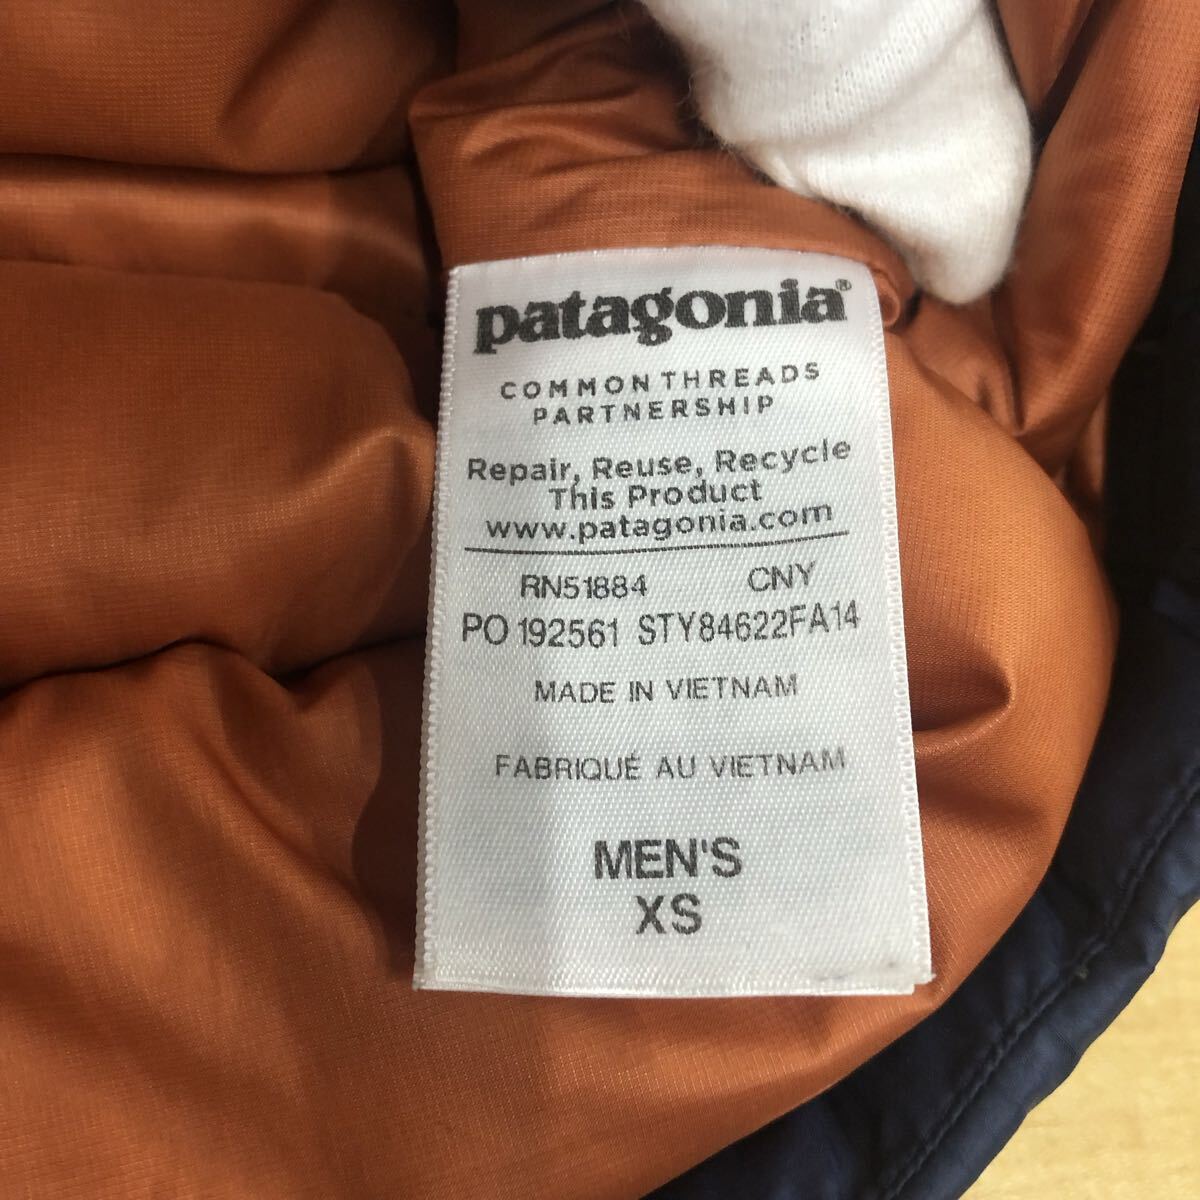 patagonia®
COMMON THREADS
PARTNERSHIP
Repair, Reuse, Recycle
This Product
www.patagonia.com
RN51884 CNY
PO 192561 STY84622FA14
MADE IN VIETNAM
FABRIQUÉ AU VIETNAM
MEN'S
XS